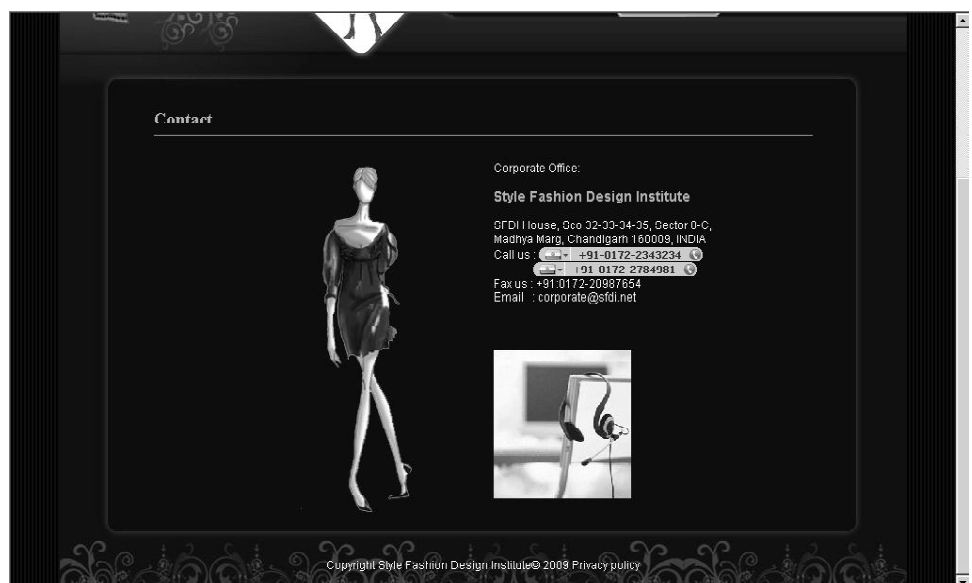 Contact
Corporate Office:
Style Fashion Design Institute
SFDI House, Sco 32-33-34-35, Sector 8-C,
Madhya Marg, Chandigarh 160009, INDIA
Call us : +91-0172-2343234
+91-0172-2784981
Fax us : +91:0172-20987654
Email : corporate@sfdi.net
Copyright Style Fashion Design Institute© 2009 Privacy policy